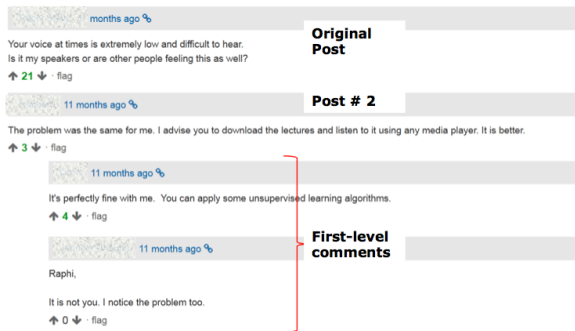 months ago
Original
Post
Your voice at times is extremely low and difficult to hear.
Is it my speakers or are other people feeling this as well?
21 · flag
11 months ago
Post # 2
The problem was the same for me. I advise you to download the lectures and listen to it using any media player. It is better.
3 · flag
11 months ago
It's perfectly fine with me. You can apply some unsupervised learning algorithms.
4 · flag
First-level
comments
11 months ago
Raphi,
It is not you. I notice the problem too.
0 · flag